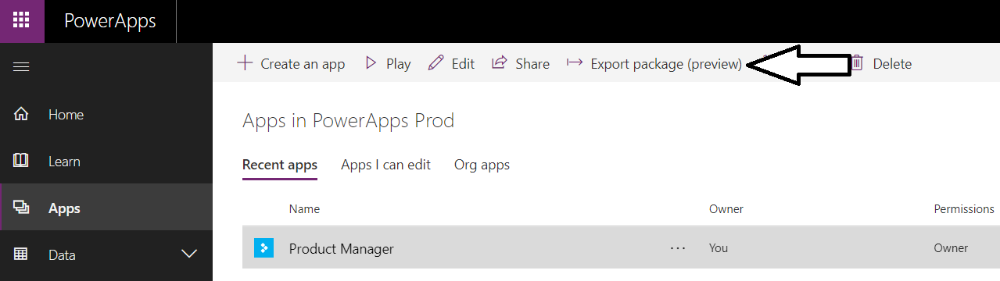 PowerApps
Create an app Play Edit Share Export package (preview) Delete
Home
Learn
Apps
Data
Apps in PowerApps Prod
Recent apps Apps I can edit Org apps
Name Owner Permissions
Product Manager ... You Owner